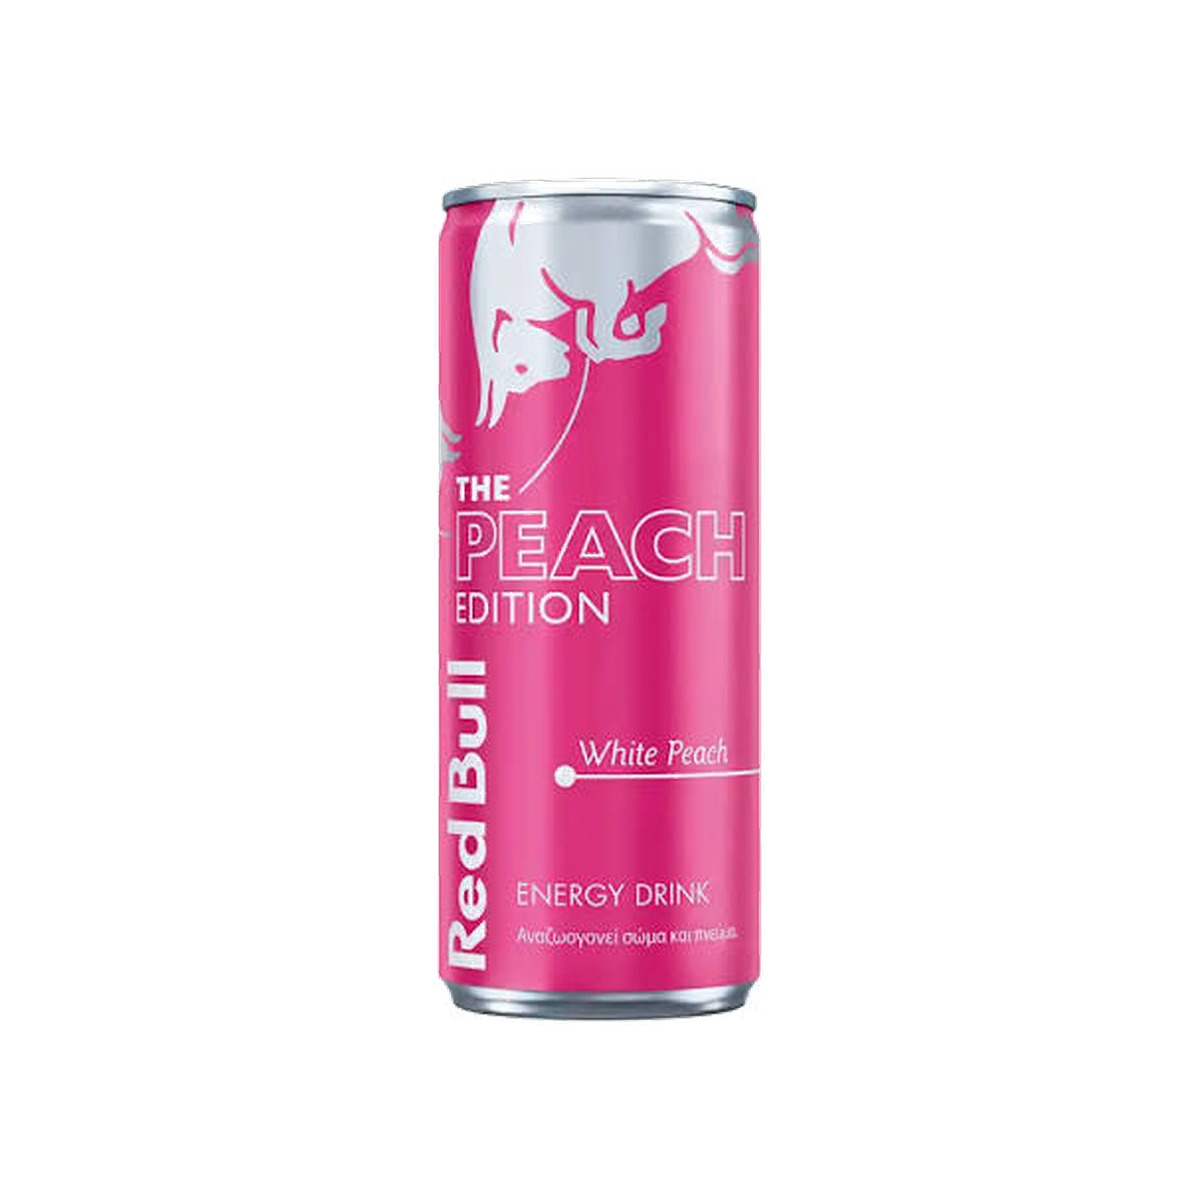 THE
PEACH
EDITION
Red Bull
White Peach
ENERGY DRINK
Αναζωογονεί σώμα και πνεύμα.